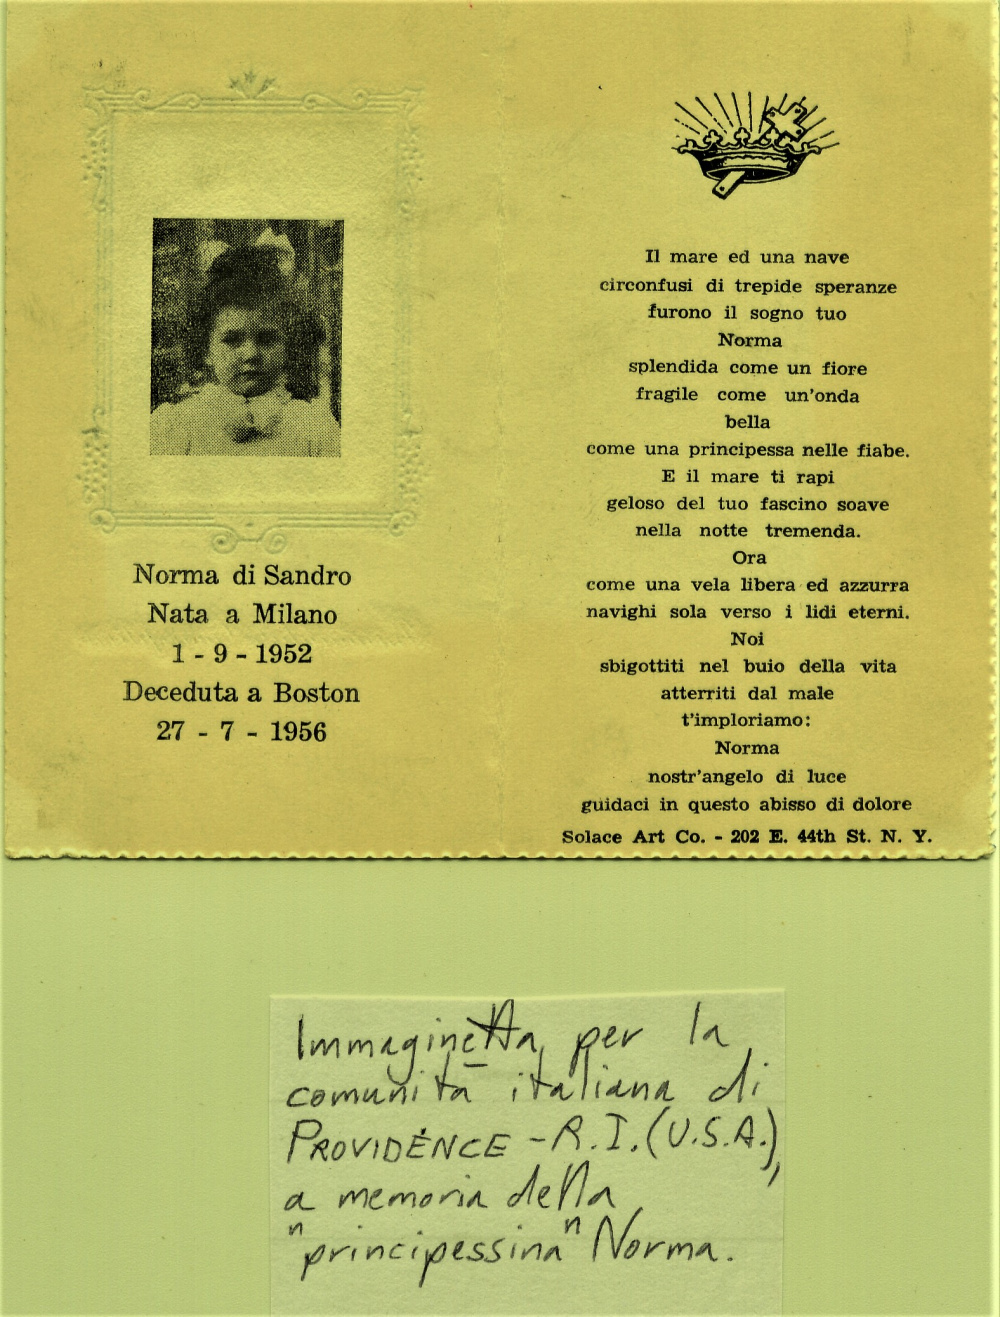 Norma di Sandro
Nata a Milano
1 - 9 - 1952
Deceduta a Boston
27 - 7 - 1956
Il mare ed una nave
circonfusi di trepide speranze
furono il sogno tuo
Norma
splendida come un fiore
fragile come un'onda
bella
come una principessa nelle fiabe.
E il mare ti rapi
geloso del tuo fascino soave
nella notte tremenda.
Ora
come una vela libera ed azzurra
navighi sola verso i lidi eterni.
Noi
sbigottiti nel buio della vita
atterriti dal male
t'imploriamo:
Norma
nostr'angelo di luce
guidaci in questo abisso di dolore
Solace Art Co. - 202 E. 44th St. N. Y.
Immaginetta per la
comunità italiana di
PROVIDÉNCE - R.I. (U.S.A.),
a memoria della
"principessina" Norma.